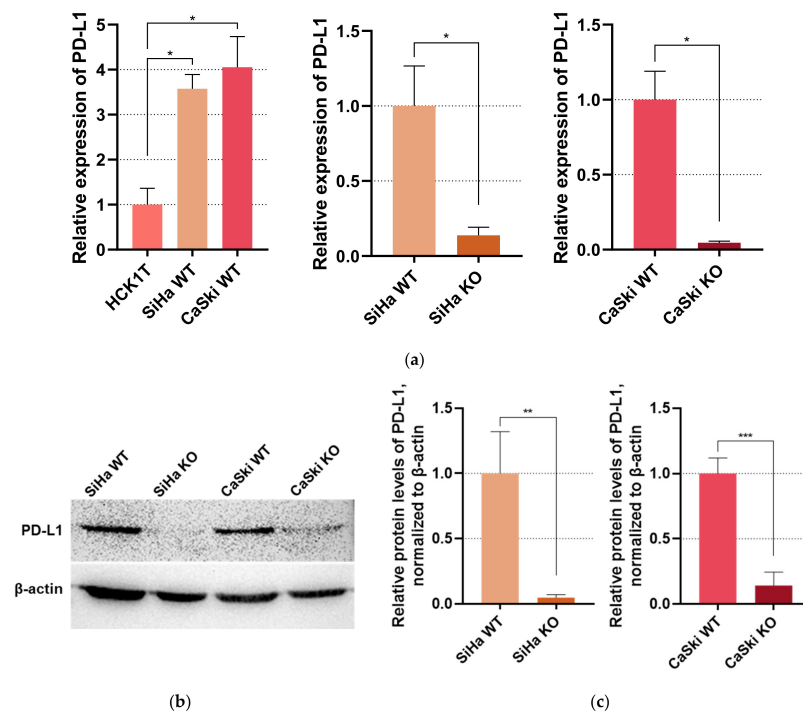 Relative expression of PD-L1
5
4
3
2
1
0
*
*
HCK1T
SiHa WT
CaSki WT
Relative expression of PD-L1
1.5
1.0
0.5
0.0
*
SiHa WT
SiHa KO
Relative expression of PD-L1
1.5
1.0
0.5
0.0
*
CaSki WT
CaSki KO
(a)
SiHa WT
SiHa KO
CaSki WT
CaSki KO
PD-L1
β-actin
(b)
Relative protein levels of PD-L1,
normalized to β-actin
1.5
1.0
0.5
0.0
**
SiHa WT
SiHa KO
Relative protein levels of PD-L1,
normalized to β-actin
1.5
1.0
0.5
0.0
***
CaSki WT
CaSki KO
(c)